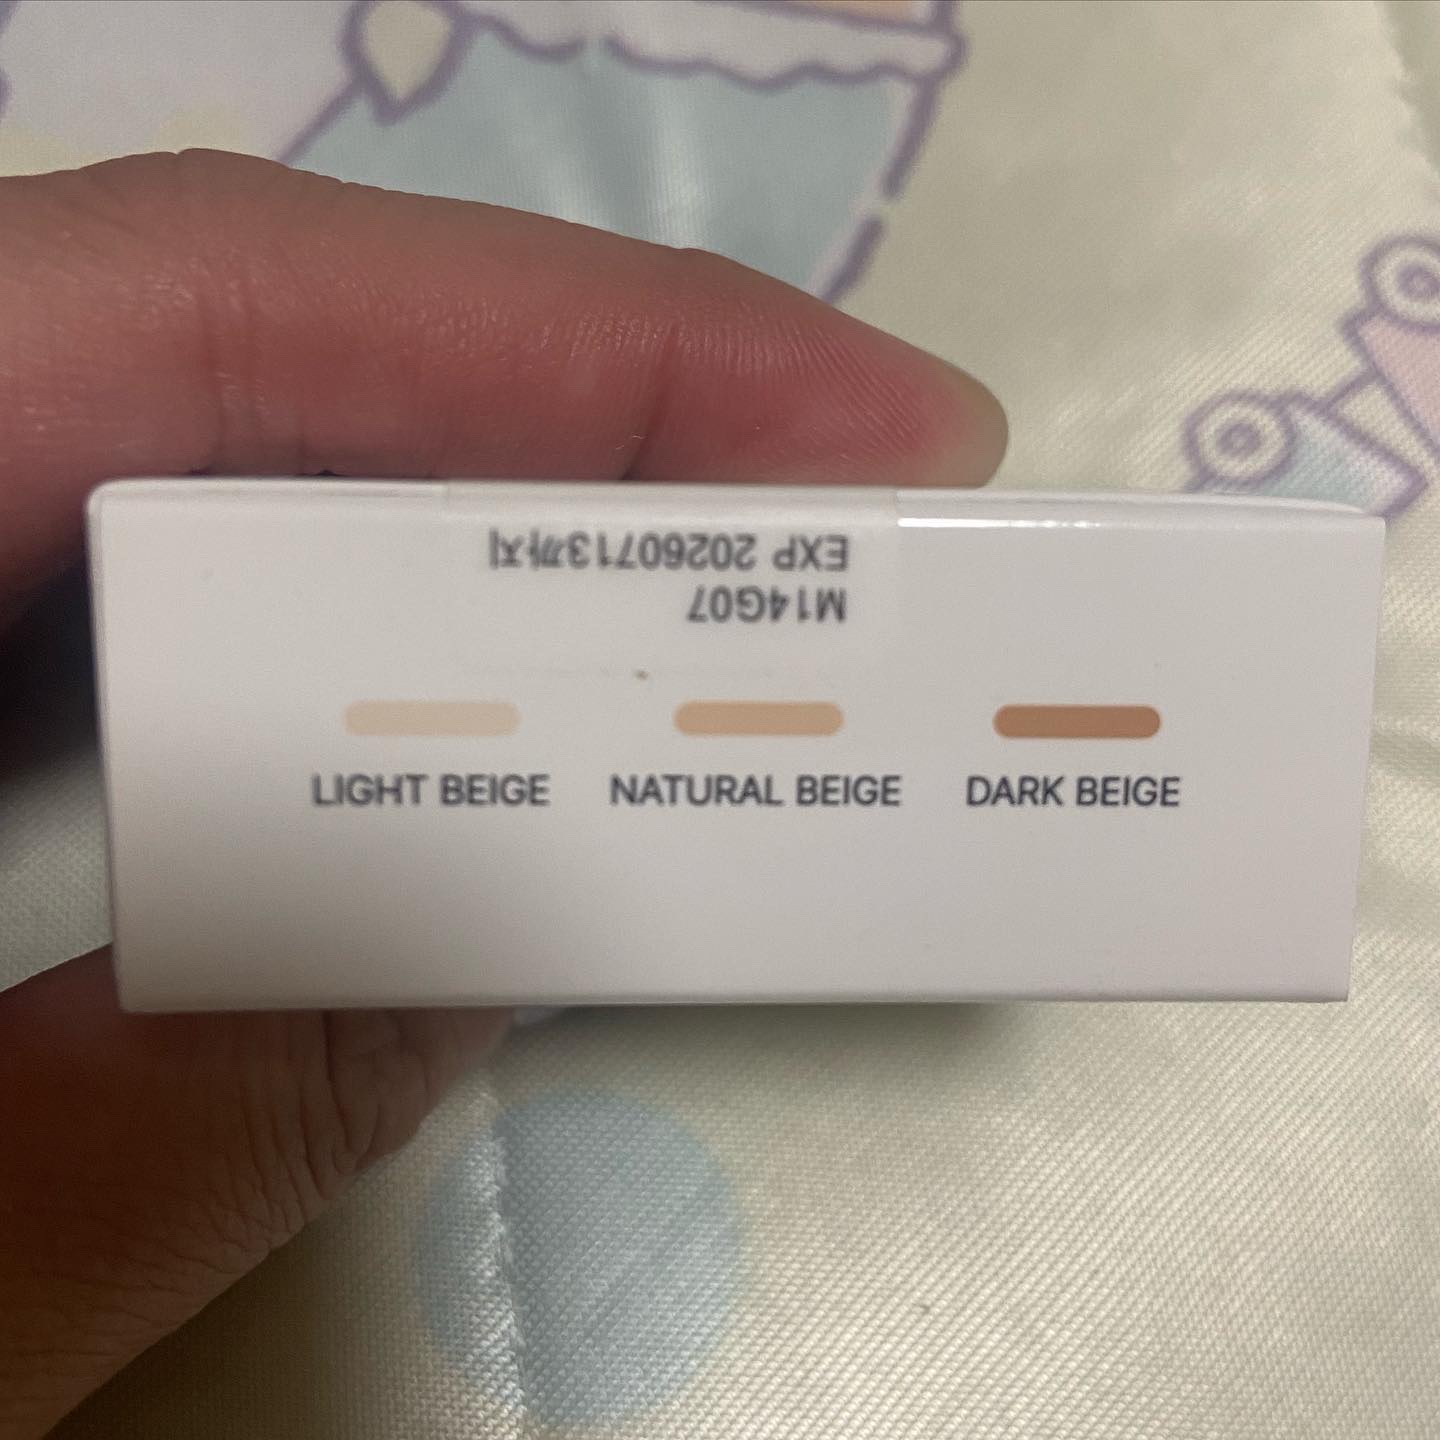 EXP 20260713까지
M14G07
LIGHT BEIGE NATURAL BEIGE DARK BEIGE